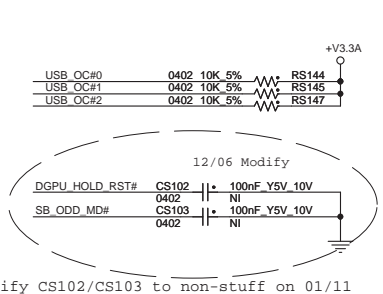 +V3.3A
USB_OC#0 0402 10K_5% RS144
USB_OC#1 0402 10K_5% RS145
USB_OC#2 0402 10K_5% RS147
12/06 Modify
DGPU_HOLD_RST# CS102 100nF_Y5V_10V
0402 NI
SB_ODD_MD# CS103 100nF_Y5V_10V
0402 NI
ify CS102/CS103 to non-stuff on 01/11